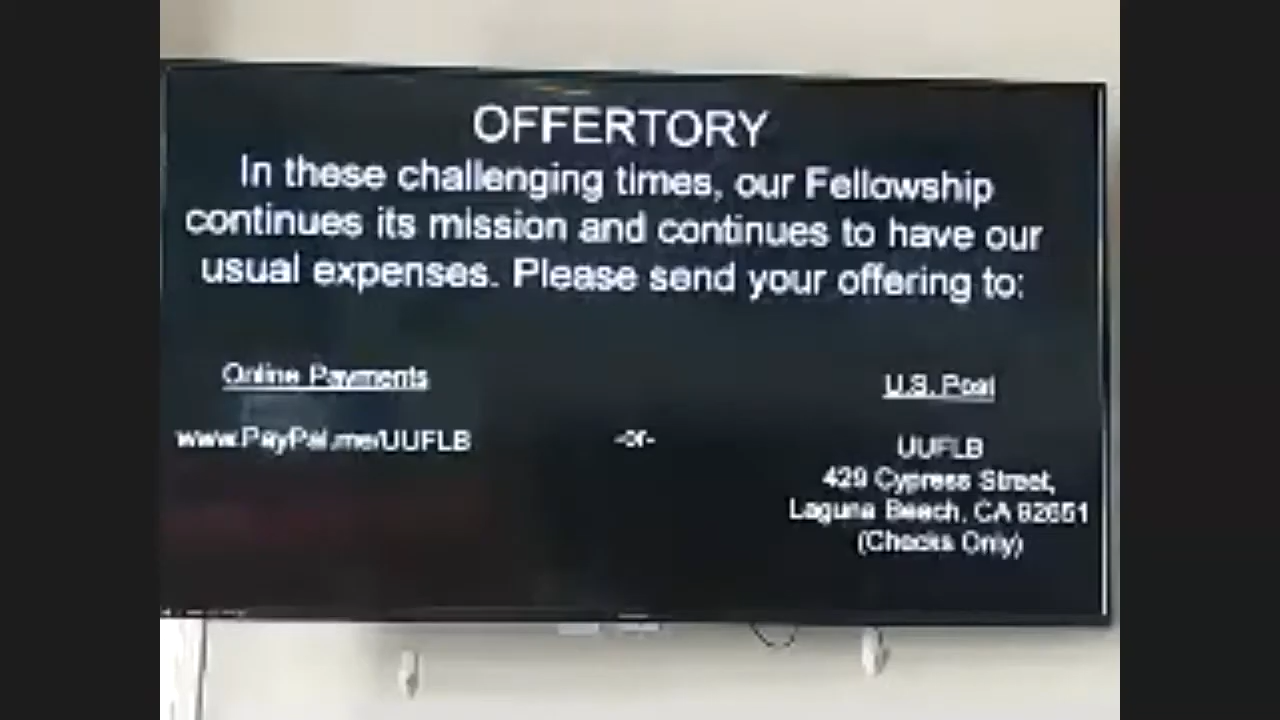 OFFERTORY
In these challenging times, our Fellowship
continues its mission and continues to have our
usual expenses. Please send your offering to:
Online Payments
www.PayPal.me/UUFLB
-or-
U.S. Post
UUFLB
429 Cypress Street,
Laguna Beach, CA 92651
(Checks Only)